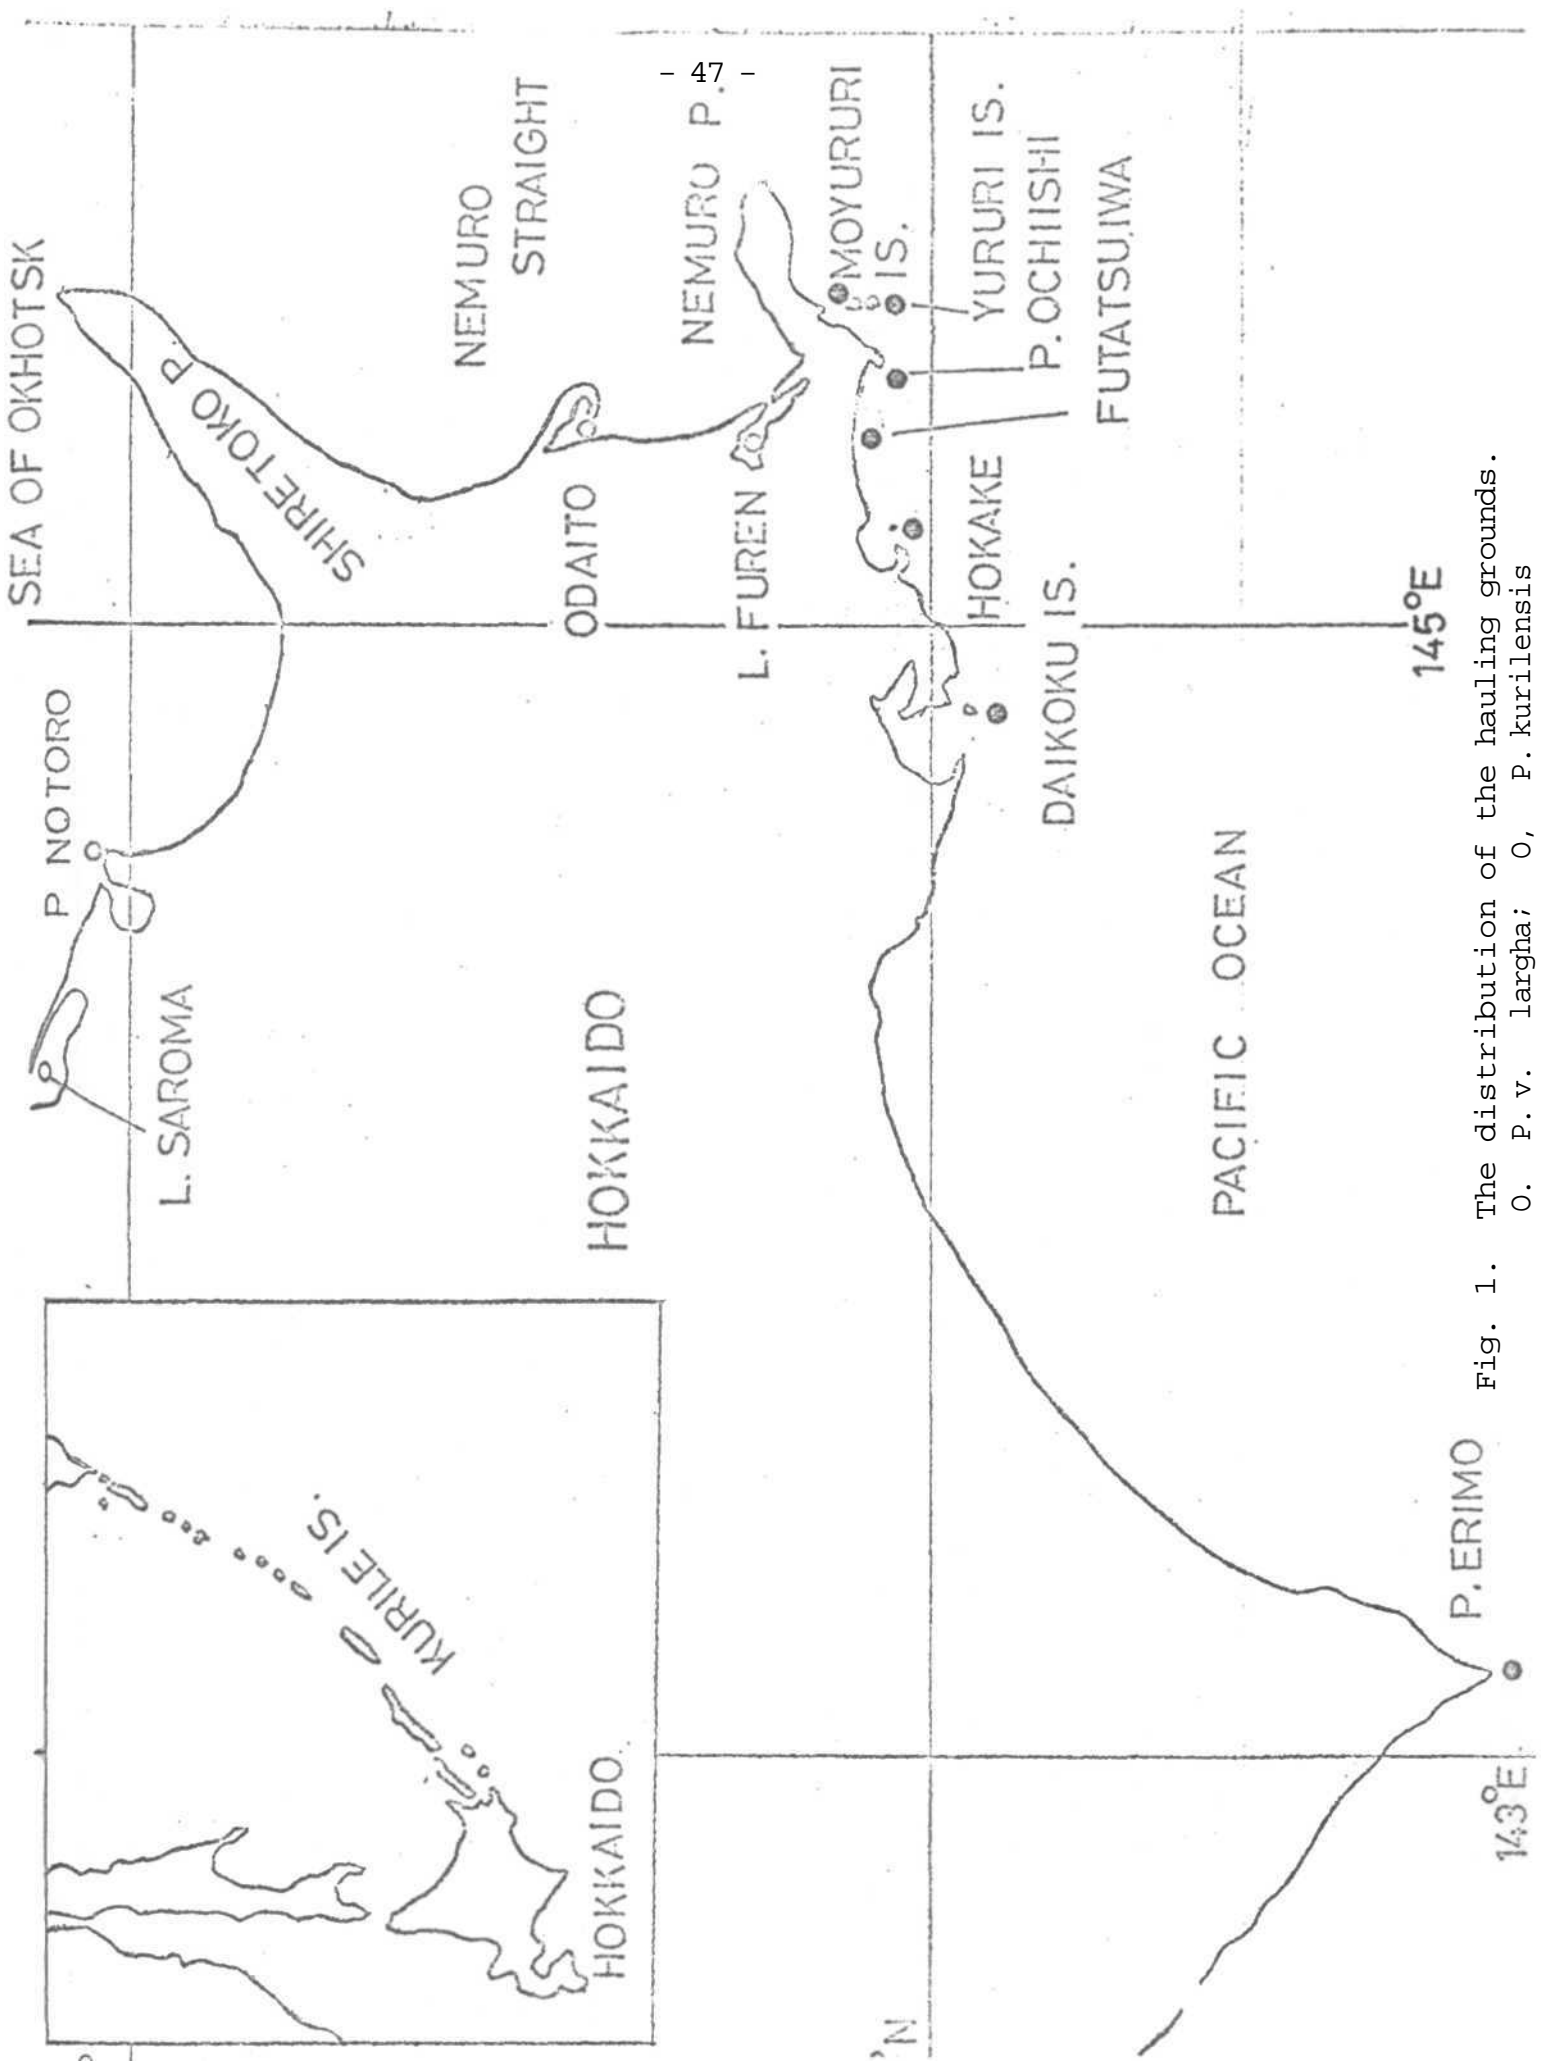 - 47 -
SEA OF OKHOTSK
P NOTORO
L. SAROMA
SHIRETOKO P
NEMURO
STRAIGHT
NEMURO P.
ODAITO
L. FUREN
MOYURURI
IS.
YURURI IS.
P. OCHIISHI
FUTATSUIWA
HOKAKE
DAIKOKU IS.
HOKKAIDO
PACIFIC OCEAN
P. ERIMO
145°E
143°E
°N
KURILE IS.
HOKKAIDO
Fig. 1. The distribution of the hauling grounds.
O. P. v. largha; O, P. kurilensis